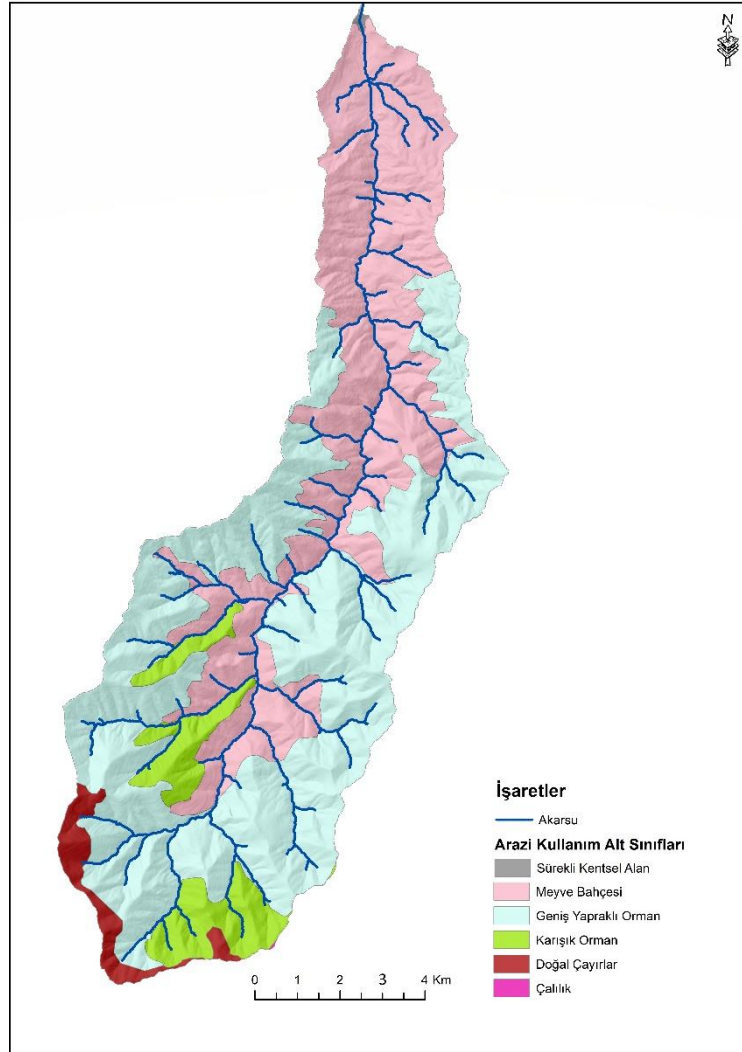 N
İşaretler
Akarsu
Arazi Kullanım Alt Sınıfları
Sürekli Kentsel Alan
Meyve Bahçesi
Geniş Yapraklı Orman
Karışık Orman
Doğal Çayırlar
Çalılık
0 1 2 3 4 Km